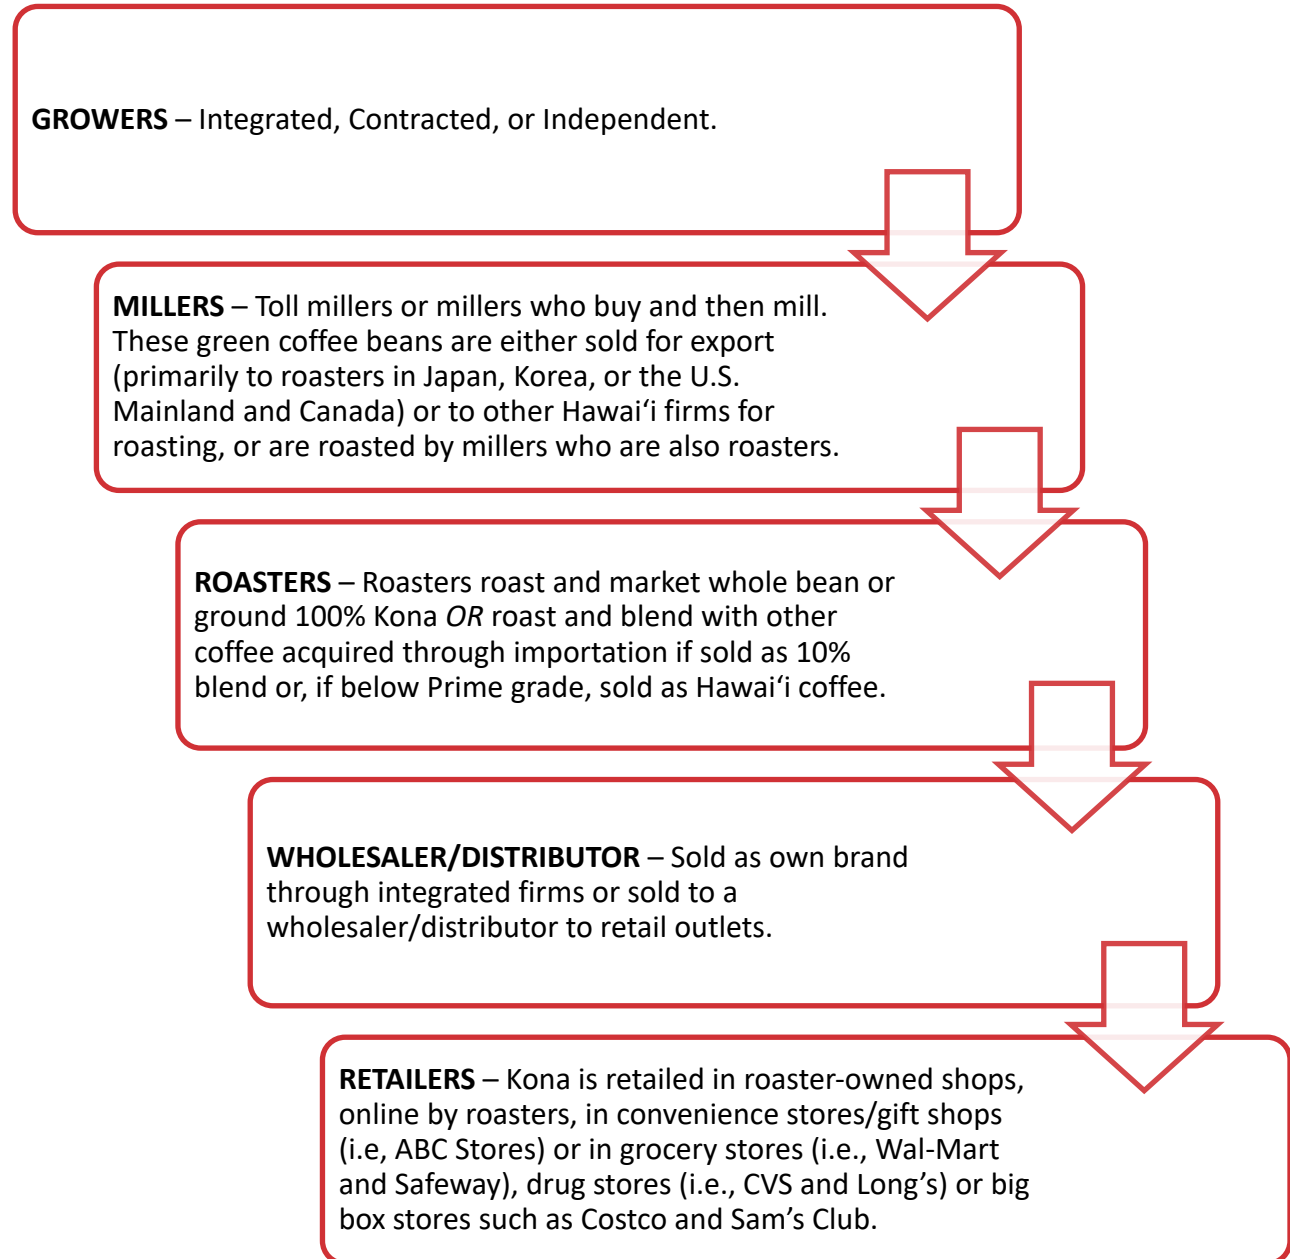 GROWERS – Integrated, Contracted, or Independent.
MILLERS – Toll millers or millers who buy and then mill.
These green coffee beans are either sold for export
(primarily to roasters in Japan, Korea, or the U.S.
Mainland and Canada) or to other Hawai‘i firms for
roasting, or are roasted by millers who are also roasters.
ROASTERS – Roasters roast and market whole bean or
ground 100% Kona OR roast and blend with other
coffee acquired through importation if sold as 10%
blend or, if below Prime grade, sold as Hawai‘i coffee.
WHOLESALER/DISTRIBUTOR – Sold as own brand
through integrated firms or sold to a
wholesaler/distributor to retail outlets.
RETAILERS – Kona is retailed in roaster-owned shops,
online by roasters, in convenience stores/gift shops
(i.e, ABC Stores) or in grocery stores (i.e., Wal-Mart
and Safeway), drug stores (i.e., CVS and Long’s) or big
box stores such as Costco and Sam’s Club.